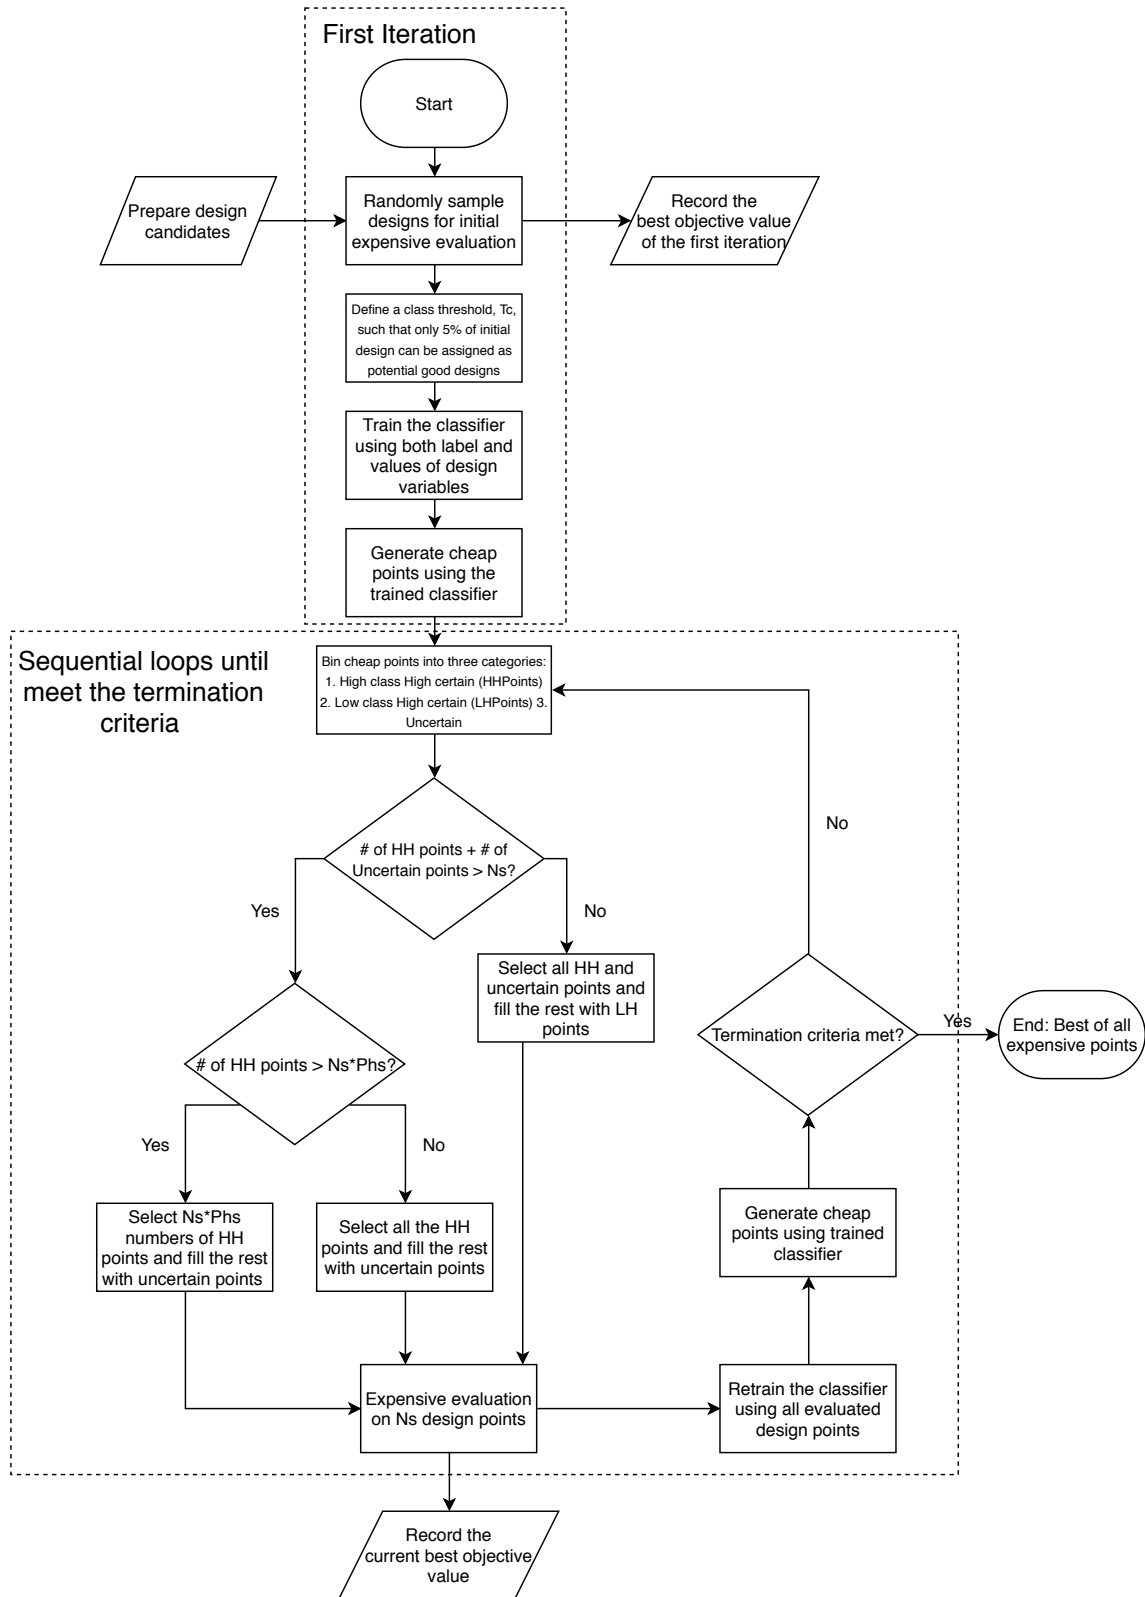 First Iteration
Start
Prepare design
candidates
Randomly sample
designs for initial
expensive evaluation
Record the
best objective value
of the first iteration
Define a class threshold, Tc,
such that only 5% of initial
design can be assigned as
potential good designs
Train the classifier
using both label and
values of design
variables
Generate cheap
points using the
trained classifier
Sequential loops until
meet the termination
criteria
Bin cheap points into three categories:
1. High class High certain (HHPoints)
2. Low class High certain (LHPoints) 3.
Uncertain
No
# of HH points + # of
Uncertain points > Ns?
Yes
No
Select all HH and
uncertain points and
fill the rest with LH
points
Termination criteria met?
Yes
End: Best of all
expensive points
# of HH points > Ns*Phs?
Yes
No
Select Ns*Phs
numbers of HH
points and fill the rest
with uncertain points
Select all the HH
points and fill the rest
with uncertain points
Generate cheap
points using trained
classifier
Expensive evaluation
on Ns design points
Retrain the classifier
using all evaluated
design points
Record the
current best objective
value